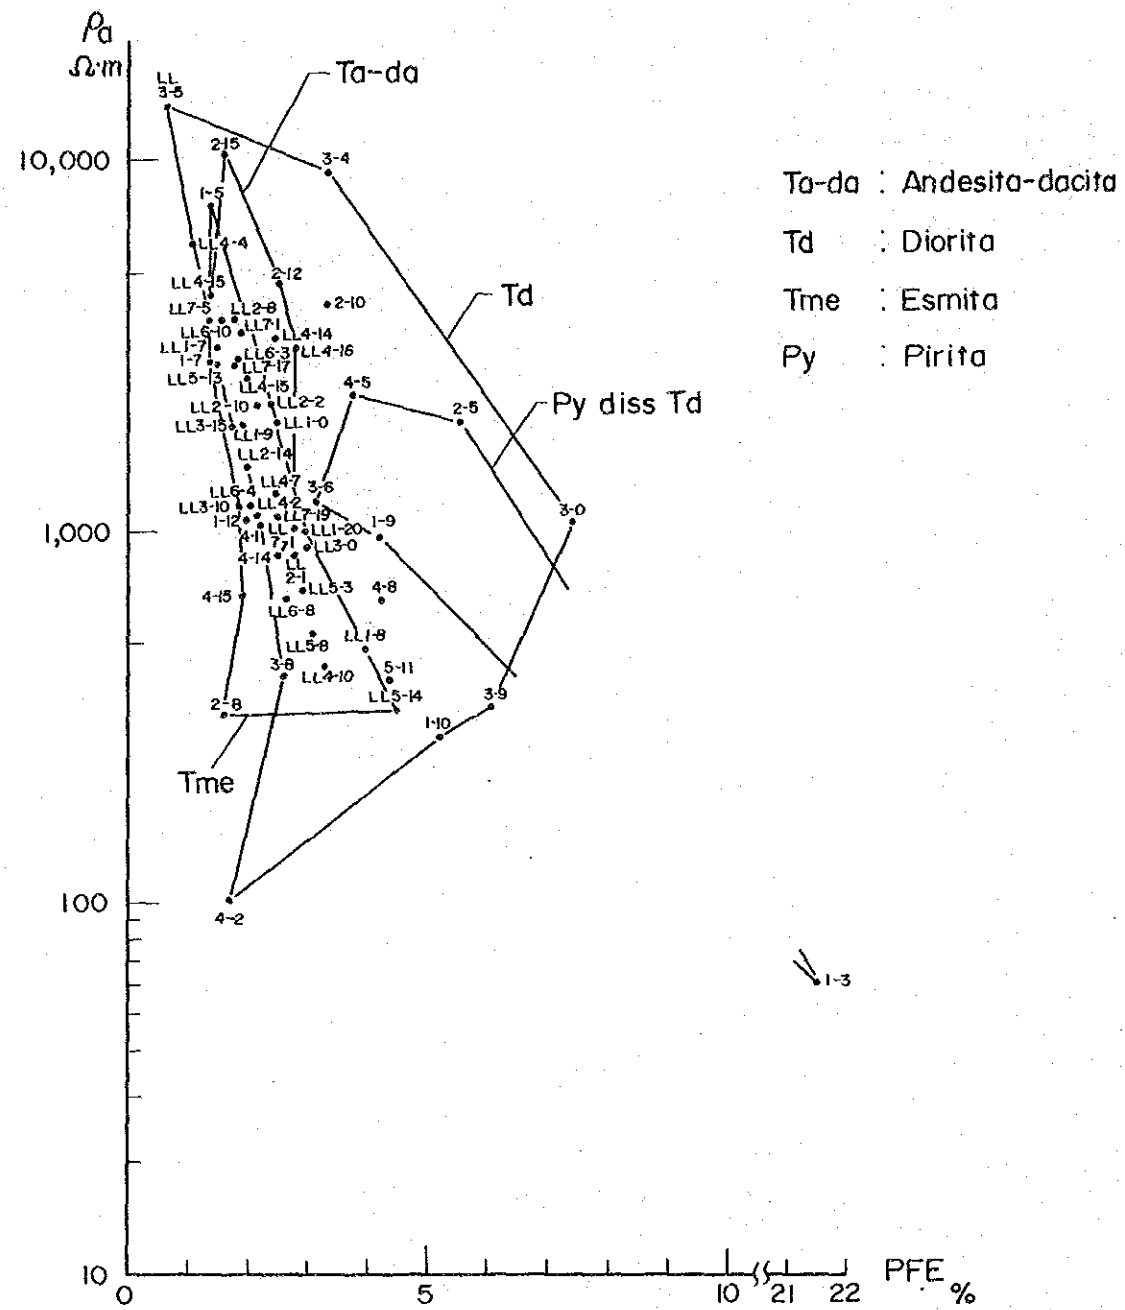 ρa
Ω·m
LL
3-5
Ta-da
2-15
10,000
3-4
1-5
LL4-4
LL4-15
2-12
LL7-5
LL2-8
2-10
Td
LL6-10
LL7-1
LL4-14
LL1-7
LL6-3
LL4-16
1-7
LL7-17
LL5-13
LL4-15
4-5
LL2-10
LL2-2
2-5
Py diss Td
LL3-15
LL1-9
LL1-0
LL2-14
LL4-7
3-6
LL6-4
LL3-10
LL4-2
3-0
1-12
LL7-19
1-9
1,000
4-1
LL
7-1
LL1-20
LL3-0
4-14
LL
2-1
LL5-3
4-8
4-15
LL6-8
LL5-8
LL1-8
3-8
LL4-10
5-11
LL5-14
3-9
2-8
1-10
Tme
100
4-2
1-3
10
0
5
10
21
22
PFE
%
Ta-da : Andesita-dacita
Td : Diorita
Tme : Esmita
Py : Pirita